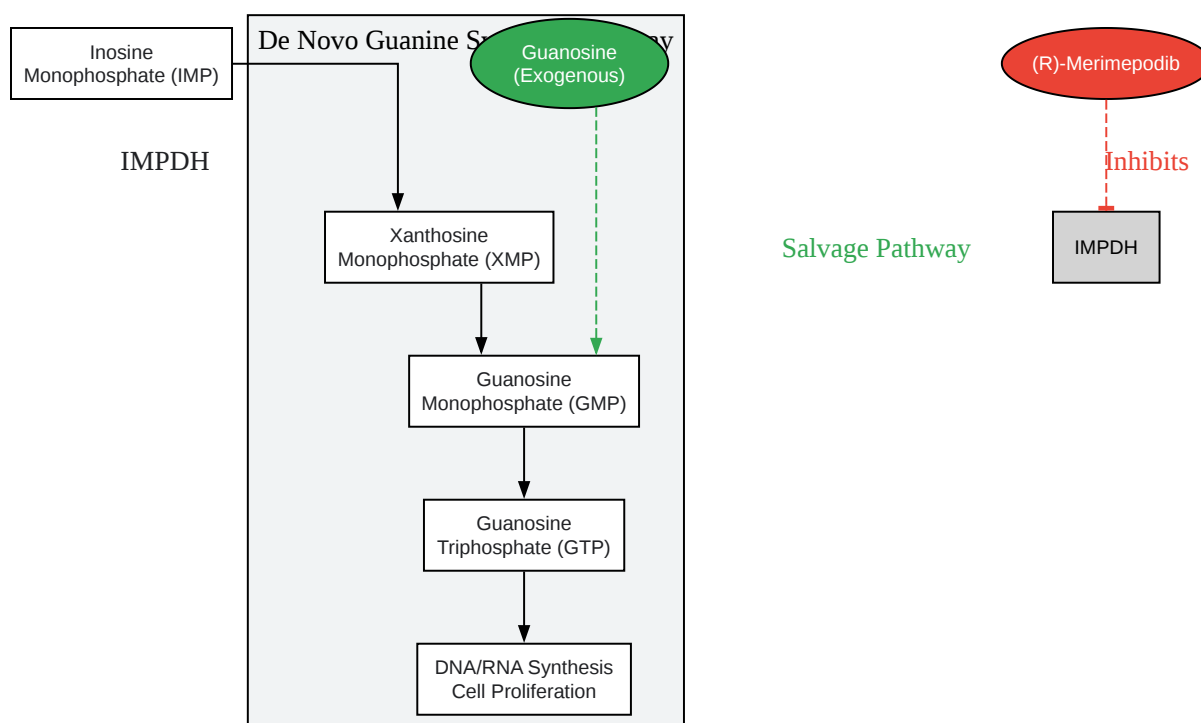 De Novo Guanine S
y
Inosine
Monophosphate (IMP)
Guanosine
(Exogenous)
(R)-Merimepodib
IMPDH
Inhibits
Xanthosine
Monophosphate (XMP)
Salvage Pathway
IMPDH
Guanosine
Monophosphate (GMP)
Guanosine
Triphosphate (GTP)
DNA/RNA Synthesis
Cell Proliferation